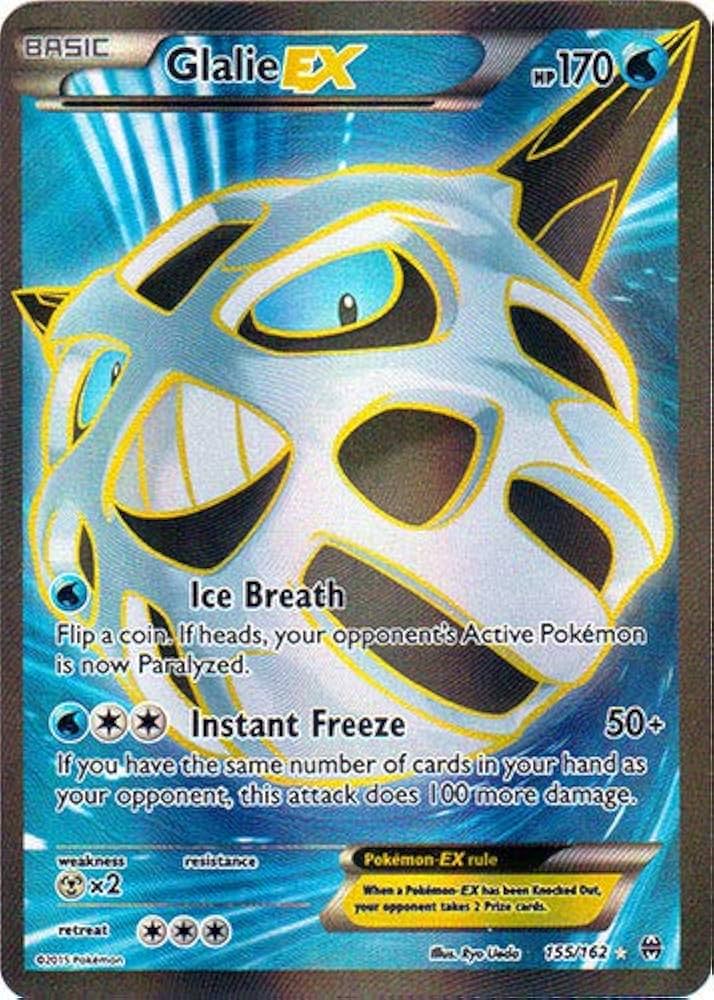 BASIC
Glalie EX
HP170
Ice Breath
Flip a coin. If heads, your opponent's Active Pokémon
is now Paralyzed.
Instant Freeze 50+
If you have the same number of cards in your hand as
your opponent, this attack does 100 more damage.
weakness resistance
×2
Pokémon-EX rule
When a Pokémon-EX has been Knocked Out,
your opponent takes 2 Prize cards.
retreat
©2015 Pokémon
Illus. Ryo Ueda
155/162